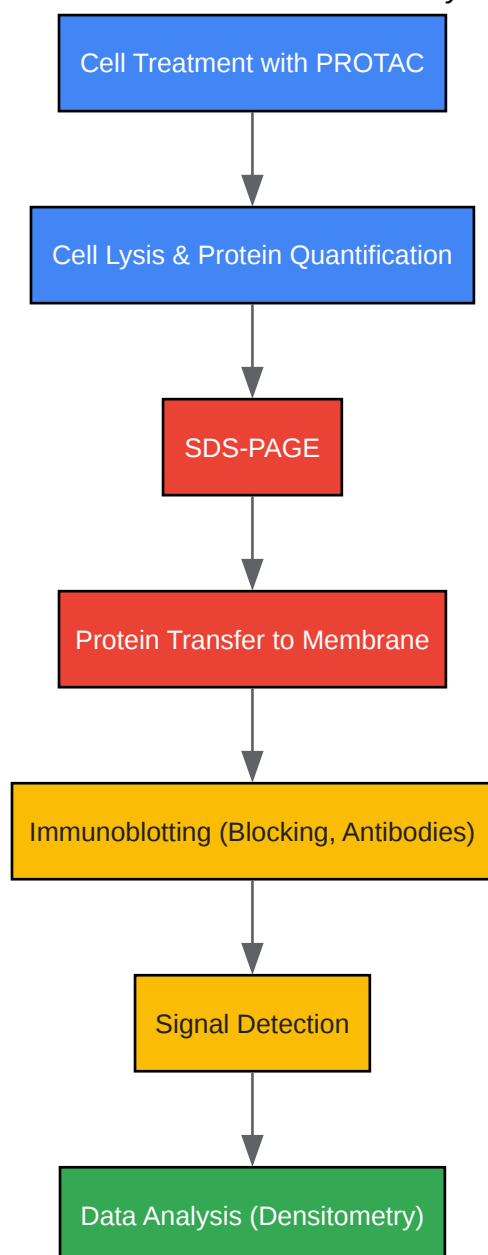 Cell Treatment with PROTAC
Cell Lysis & Protein Quantification
SDS-PAGE
Protein Transfer to Membrane
Immunoblotting (Blocking, Antibodies)
Signal Detection
Data Analysis (Densitometry)